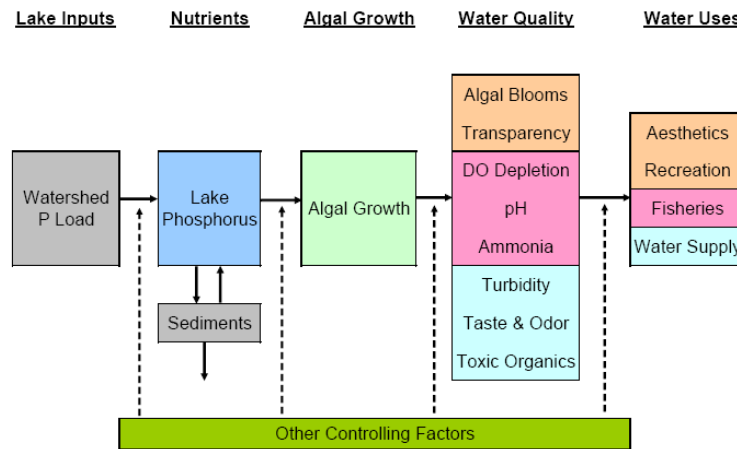 Lake Inputs
Nutrients
Algal Growth
Water Quality
Water Uses
Watershed
P Load
Lake
Phosphorus
Sediments
Algal Growth
Algal Blooms
Transparency
DO Depletion
pH
Ammonia
Turbidity
Taste & Odor
Toxic Organics
Aesthetics
Recreation
Fisheries
Water Supply
Other Controlling Factors